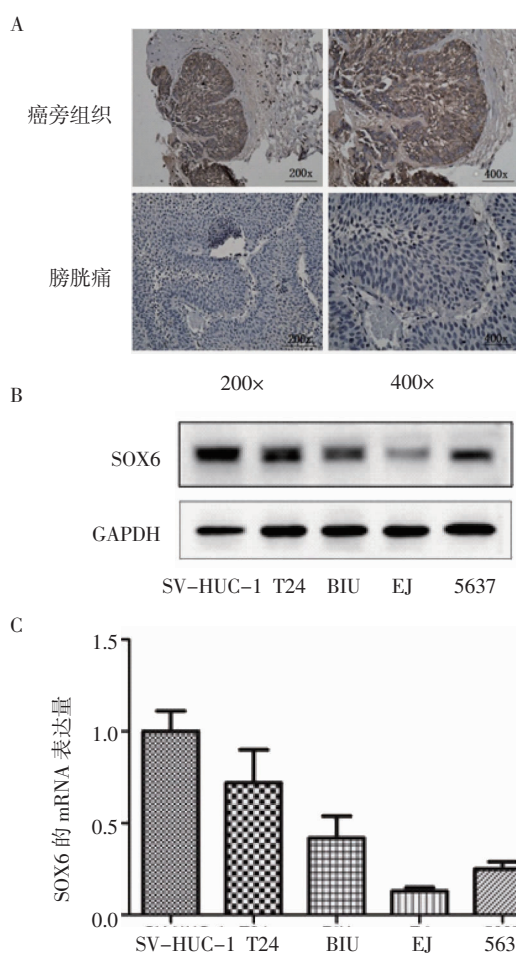 A
癌旁组织
200x
400x
膀胱痛
200x
400x
200×
400×
B
SOX6
GAPDH
SV-HUC-1 T24 BIU EJ 5637
C
SOX6 的 mRNA 表达量
1.5
1.0
0.5
0.0
SV-HUC-1 T24 BIU EJ 563